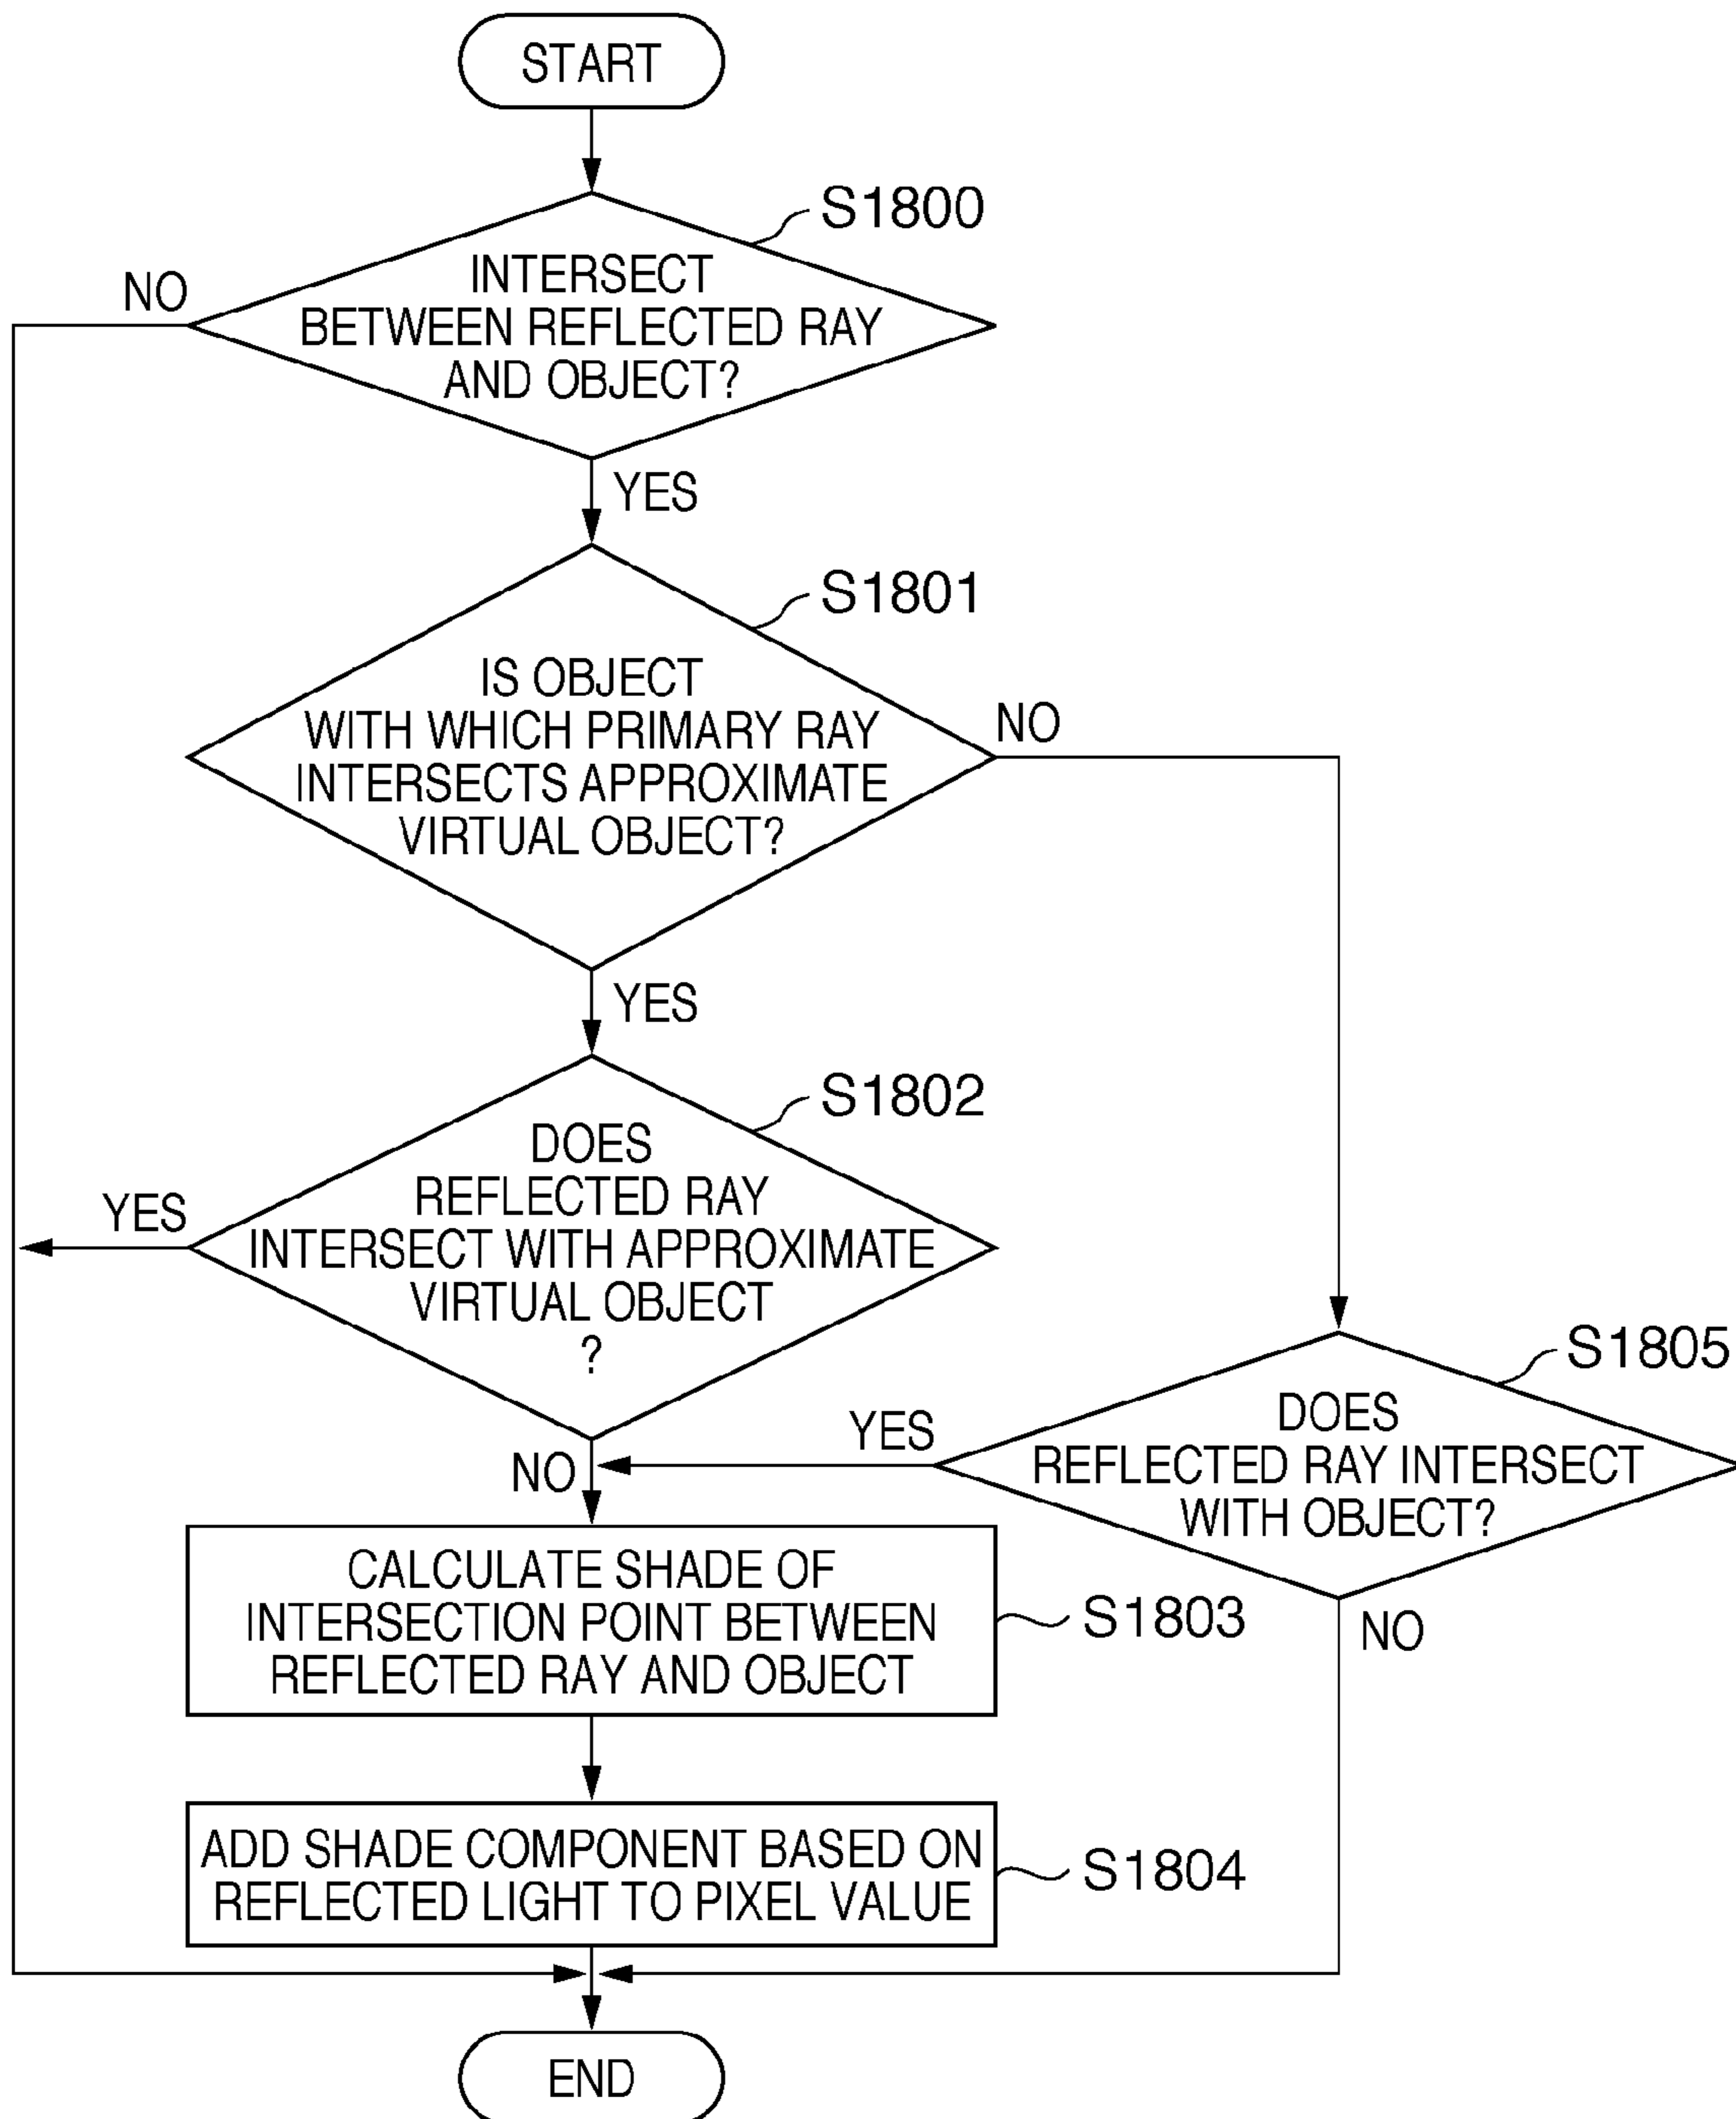 START
S1800
NO
INTERSECT
BETWEEN REFLECTED RAY
AND OBJECT?
YES
S1801
IS OBJECT
WITH WHICH PRIMARY RAY
INTERSECTS APPROXIMATE
VIRTUAL OBJECT?
NO
YES
S1802
DOES
REFLECTED RAY
INTERSECT WITH APPROXIMATE
VIRTUAL OBJECT
?
YES
NO
S1805
DOES
REFLECTED RAY INTERSECT
WITH OBJECT?
YES
NO
CALCULATE SHADE OF
INTERSECTION POINT BETWEEN
REFLECTED RAY AND OBJECT
S1803
ADD SHADE COMPONENT BASED ON
REFLECTED LIGHT TO PIXEL VALUE
S1804
END